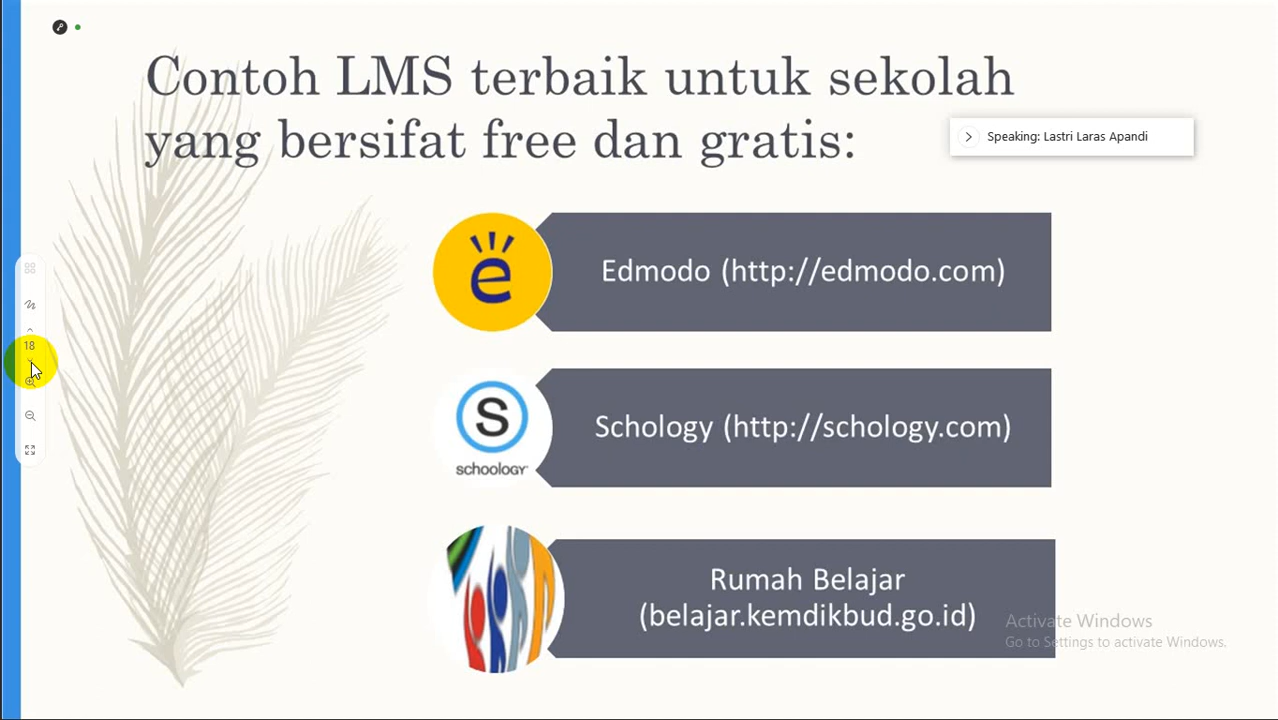 Contoh LMS terbaik untuk sekolah
yang bersifat free dan gratis:
Speaking: Lastri Laras Apandi
e
Edmodo (http://edmodo.com)
18
S
schoology
Schology (http://schology.com)
Rumah Belajar
(belajar.kemdikbud.go.id)
Activate Windows
Go to Settings to activate Windows.